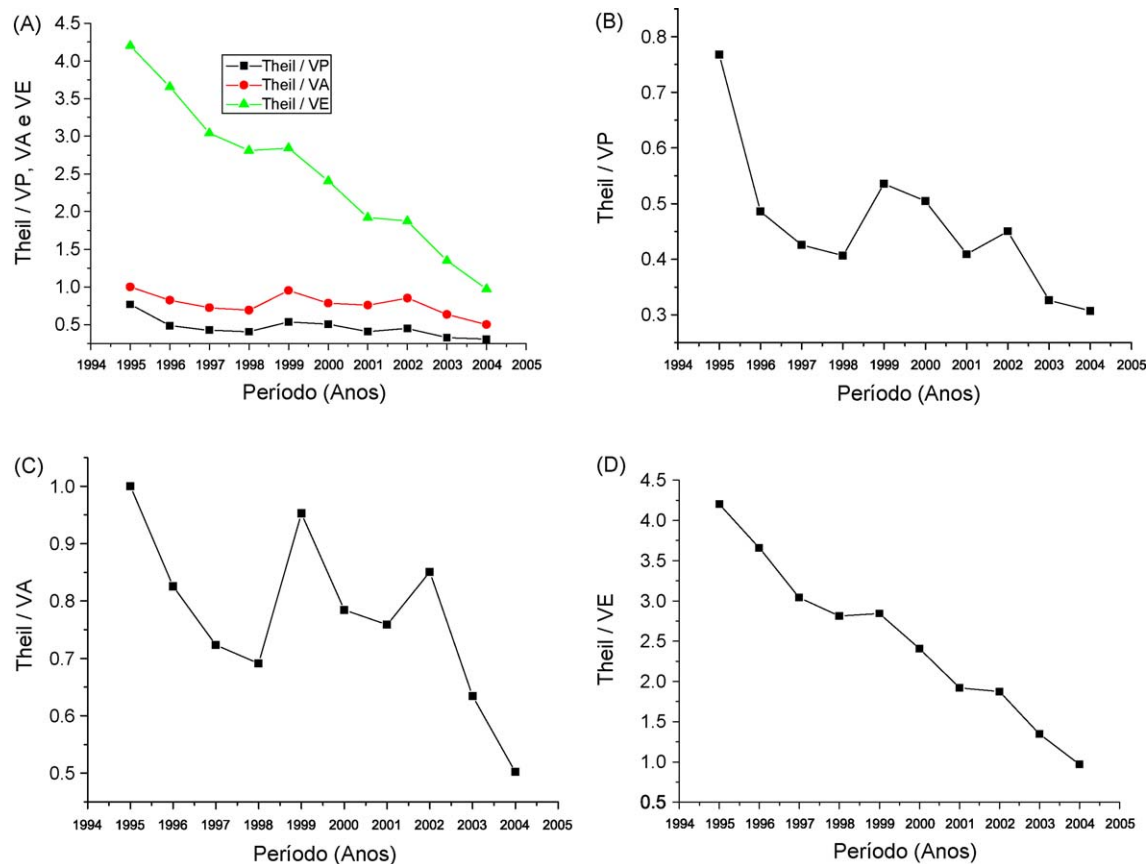 (A)
Theil / VP, VA e VE
4.5
4.0
3.5
3.0
2.5
2.0
1.5
1.0
0.5
Theil / VP
Theil / VA
Theil / VE
1994 1995 1996 1997 1998 1999 2000 2001 2002 2003 2004 2005
Período (Anos)
(B)
Theil / VP
0.8
0.7
0.6
0.5
0.4
0.3
1994 1995 1996 1997 1998 1999 2000 2001 2002 2003 2004 2005
Período (Anos)
(C)
Theil / VA
1.0
0.9
0.8
0.7
0.6
0.5
1994 1995 1996 1997 1998 1999 2000 2001 2002 2003 2004 2005
Período (Anos)
(D)
Theil / VE
4.5
4.0
3.5
3.0
2.5
2.0
1.5
1.0
0.5
1994 1995 1996 1997 1998 1999 2000 2001 2002 2003 2004 2005
Período (Anos)